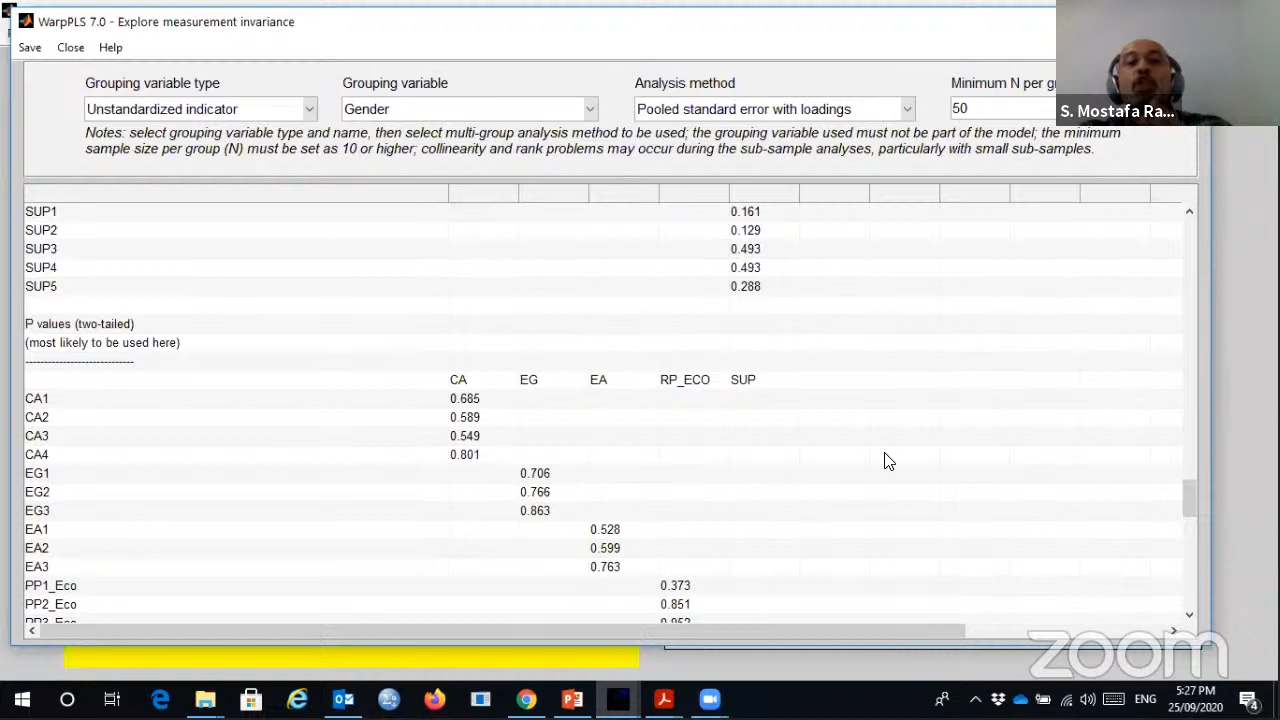 WarpPLS 7.0 - Explore measurement invariance
Save Close Help
Grouping variable type Grouping variable Analysis method Minimum N per gr
Unstandardized indicator Gender Pooled standard error with loadings 50
S. Mostafa Ra...
Notes: select grouping variable type and name, then select multi-group analysis method to be used; the grouping variable used must not be part of the model; the minimum
sample size per group (N) must be set as 10 or higher; collinearity and rank problems may occur during the sub-sample analyses, particularly with small sub-samples.
SUP1 0.161
SUP2 0.129
SUP3 0.493
SUP4 0.493
SUP5 0.288
P values (two-tailed)
(most likely to be used here)
-----------------------------
CA EG EA RP_ECO SUP
CA1 0.685
CA2 0.589
CA3 0.549
CA4 0.801
EG1 0.706
EG2 0.766
EG3 0.863
EA1 0.528
EA2 0.599
EA3 0.763
PP1_Eco 0.373
PP2_Eco 0.851
PP3_Eco 0.952
zoom
ENG 5:27 PM
25/09/2020
4